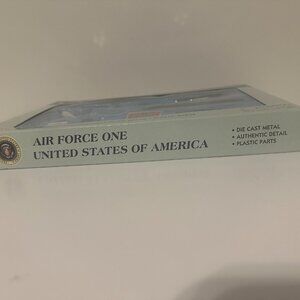 AIR FORCE ONE
UNITED STATES OF AMERICA
• DIE CAST METAL
• AUTHENTIC DETAIL
• PLASTIC PARTS